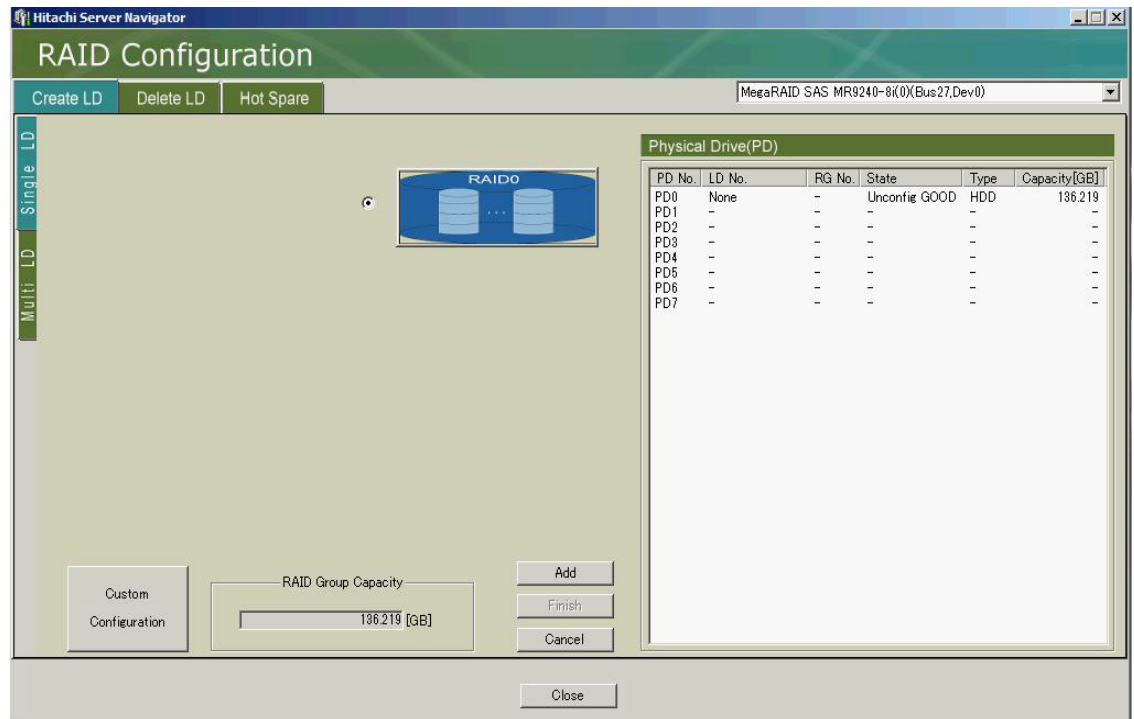 Hitachi Server Navigator
RAID Configuration
Create LD Delete LD Hot Spare
MegaRAID SAS MR9240-8i(0)(Bus27,Dev0)
Single LD
Multi LD
RAID0
...
Custom
Configuration
RAID Group Capacity
136.219 [GB]
Add
Finish
Cancel
Physical Drive(PD)
PD No. LD No. RG No. State Type Capacity[GB]
PD0 None - Unconfig GOOD HDD 136.219
PD1 - - - - -
PD2 - - - - -
PD3 - - - - -
PD4 - - - - -
PD5 - - - - -
PD6 - - - - -
PD7 - - - - -
Close